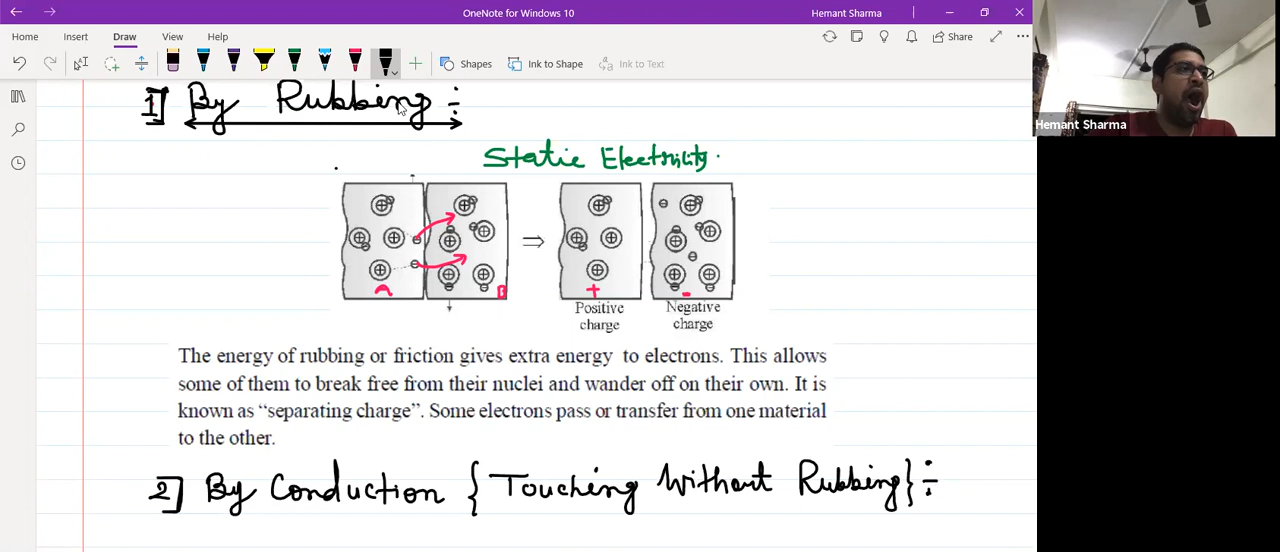 OneNote for Windows 10
Hemant Sharma
Home Insert Draw View Help
Share
Shapes Ink to Shape Ink to Text
1] By Rubbing :
Static Electricity.
A B + -
Positive charge
Negative charge
The energy of rubbing or friction gives extra energy to electrons. This allows
some of them to break free from their nuclei and wander off on their own. It is
known as “separating charge”. Some electrons pass or transfer from one material
to the other.
2] By Conduction { Touching Without Rubbing} :
Hemant Sharma